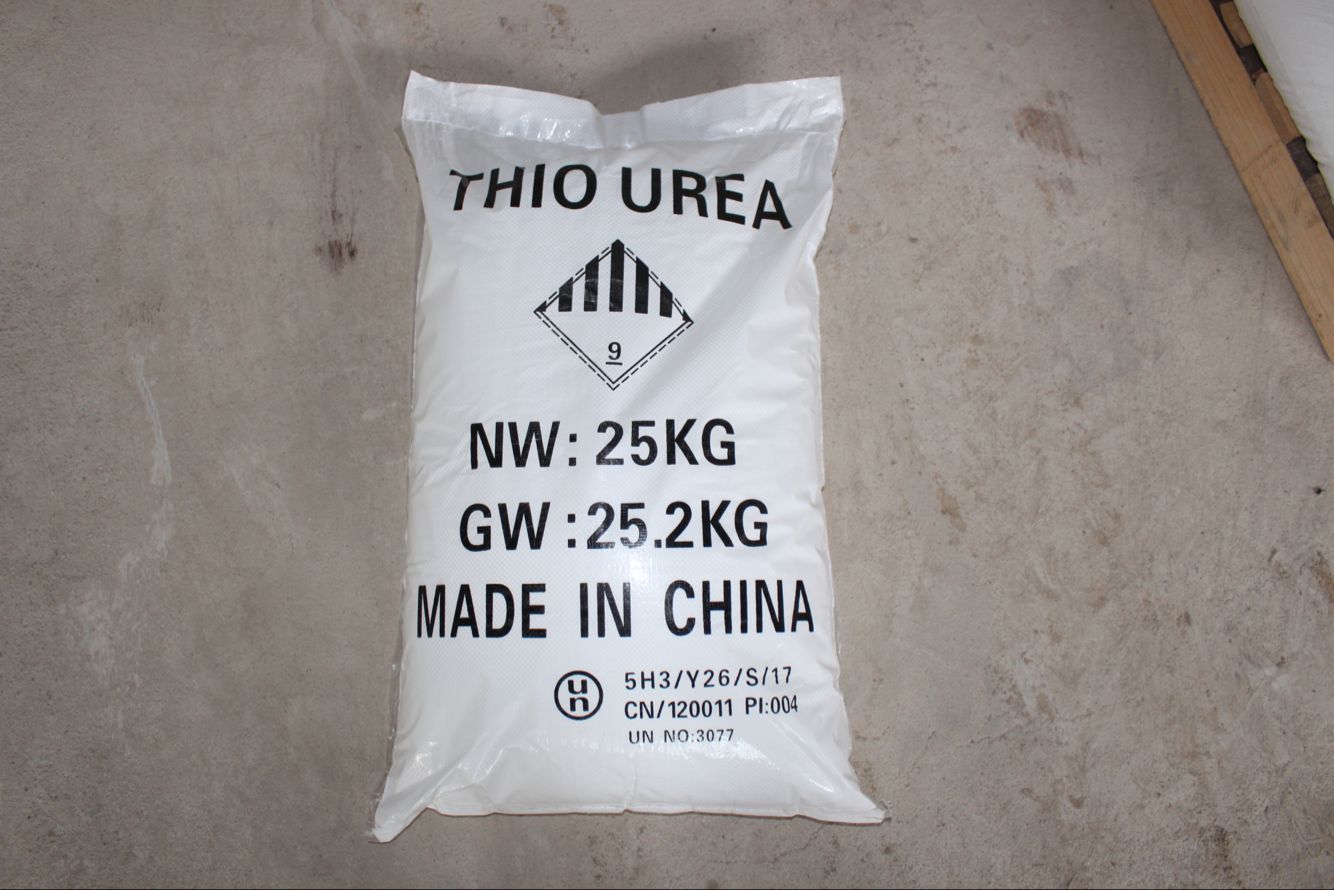 THIO UREA
9
NW: 25KG
GW:25.2KG
MADE IN CHINA
un
5H3/Y26/S/17
CN/120011 PI:004
UN NO:3077